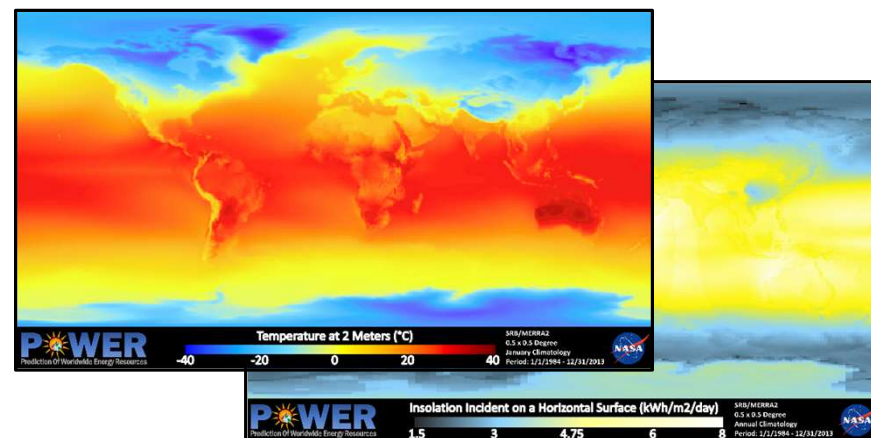 POWER
Prediction Of Worldwide Energy Resources
Temperature at 2 Meters (°C)
-40 -20 0 20 40
SRB/MERRA2
0.5 x 0.5 Degree
January Climatology
Period: 1/1/1984 - 12/31/2013
NASA
POWER
Prediction Of Worldwide Energy Resources
Insolation Incident on a Horizontal Surface (kWh/m2/day)
1.5 3 4.75 6 8
SRB/MERRA2
0.5 x 0.5 Degree
Annual Climatology
Period: 1/1/1984 - 12/31/2013
NASA